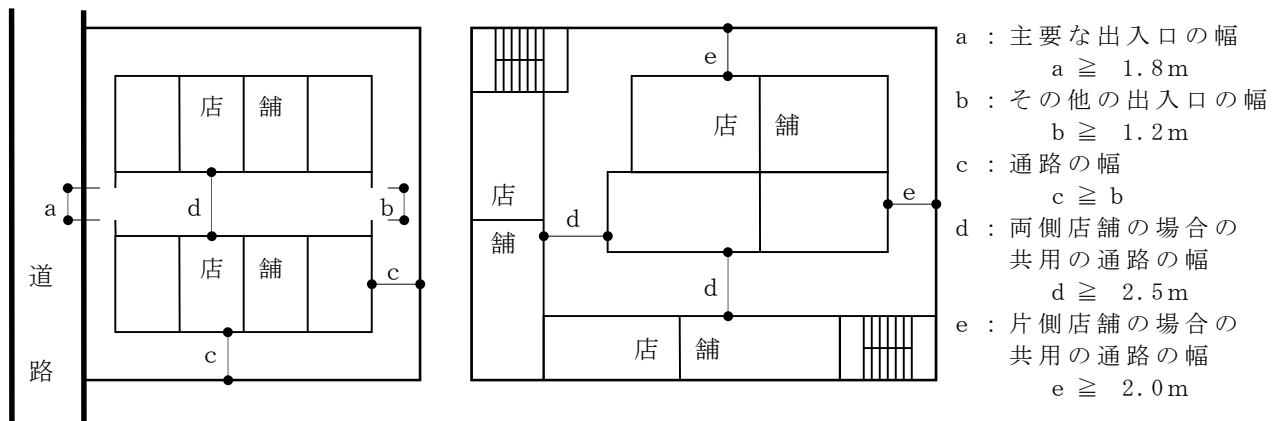 道
路
a
店 舗
d
b
店 舗
c
c
e
店 舗
店
舗
d
e
d
店 舗
a : 主要な出入口の幅
a ≧ 1.8m
b : その他の出入口の幅
b ≧ 1.2m
c : 通路の幅
c ≧ b
d : 両側店舗の場合の
共用の通路の幅
d ≧ 2.5m
e : 片側店舗の場合の
共用の通路の幅
e ≧ 2.0m